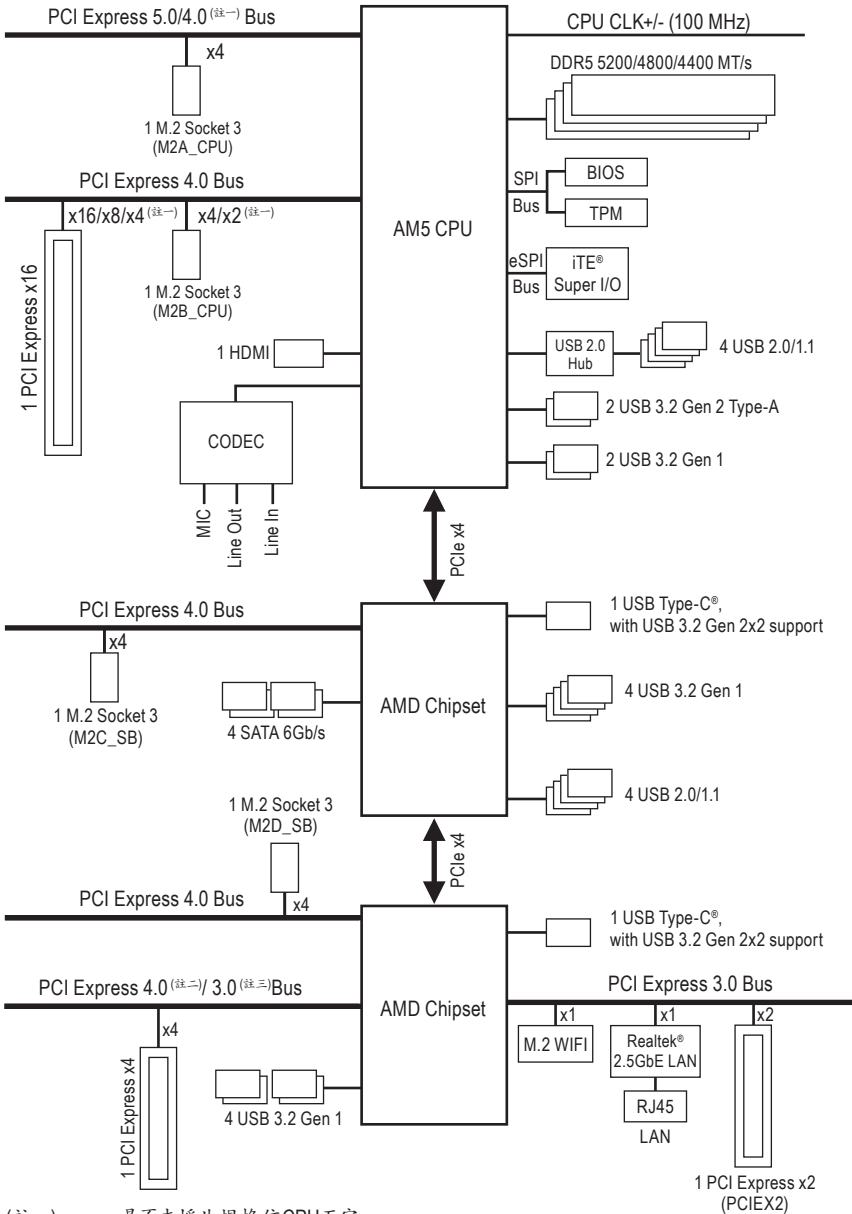 PCI Express 5.0/4.0 (註一) Bus
x4
1 M.2 Socket 3
(M2A_CPU)
CPU CLK+/- (100 MHz)
DDR5 5200/4800/4400 MT/s
PCI Express 4.0 Bus
x16/x8/x4 (註一)
x4/x2 (註一)
1 PCI Express x16
1 M.2 Socket 3
(M2B_CPU)
AM5 CPU
SPI
Bus
BIOS
TPM
eSPI
Bus
iTE®
Super I/O
1 HDMI
USB 2.0
Hub
4 USB 2.0/1.1
2 USB 3.2 Gen 2 Type-A
2 USB 3.2 Gen 1
CODEC
MIC
Line Out
Line In
PCIe x4
PCI Express 4.0 Bus
x4
1 M.2 Socket 3
(M2C_SB)
4 SATA 6Gb/s
AMD Chipset
1 USB Type-C®,
with USB 3.2 Gen 2x2 support
4 USB 3.2 Gen 1
4 USB 2.0/1.1
1 M.2 Socket 3
(M2D_SB)
PCIe x4
PCI Express 4.0 Bus
x4
1 USB Type-C®,
with USB 3.2 Gen 2x2 support
PCI Express 4.0 (註二)/ 3.0 (註三)Bus
x4
1 PCI Express x4
4 USB 3.2 Gen 1
AMD Chipset
PCI Express 3.0 Bus
x1
x1
x2
M.2 WIFI
Realtek®
2.5GbE LAN
RJ45
LAN
1 PCI Express x2
(PCIEX2)